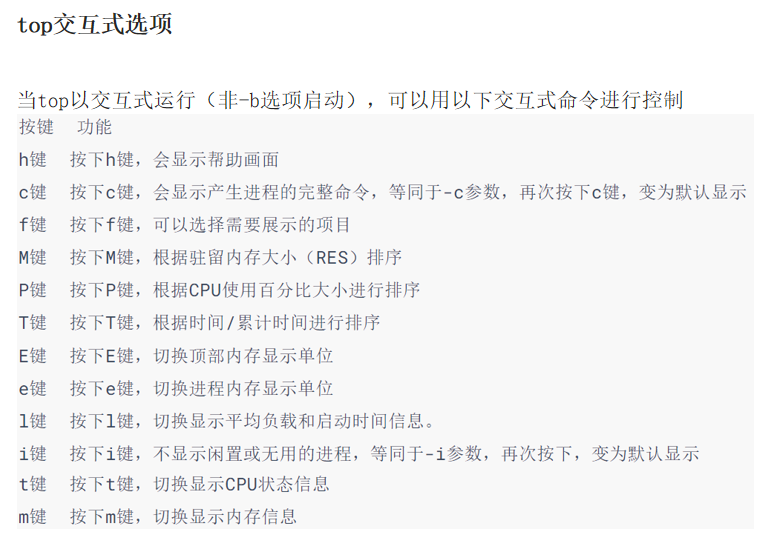 top交互式选项
当top以交互式运行（非-b选项启动），可以用以下交互式命令进行控制
按键 功能
h键 按下h键，会显示帮助画面
c键 按下c键，会显示产生进程的完整命令，等同于-c参数，再次按下c键，变为默认显示
f键 按下f键，可以选择需要展示的项目
M键 按下M键，根据驻留内存大小（RES）排序
P键 按下P键，根据CPU使用百分比大小进行排序
T键 按下T键，根据时间/累计时间进行排序
E键 按下E键，切换顶部内存显示单位
e键 按下e键，切换进程内存显示单位
l键 按下l键，切换显示平均负载和启动时间信息。
i键 按下i键，不显示闲置或无用的进程，等同于-i参数，再次按下，变为默认显示
t键 按下t键，切换显示CPU状态信息
m键 按下m键，切换显示内存信息